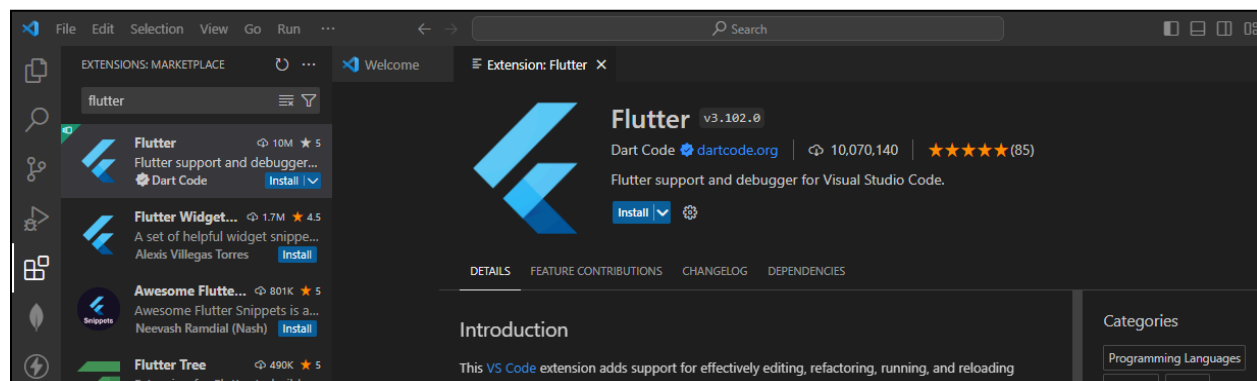 File Edit Selection View Go Run ··· ← → Search
EXTENSIONS: MARKETPLACE ···
flutter
Flutter 10M ★ 5
Flutter support and debugger...
Dart Code Install
Flutter Widget... 1.7M ★ 4.5
A set of helpful widget snippe...
Alexis Villegas Torres Install
Snippets
Awesome Flutte... 801K ★ 5
Awesome Flutter Snippets is a...
Neevash Ramdial (Nash) Install
Flutter Tree 490K ★ 5
Welcome
Extension: Flutter ×
Flutter v3.102.0
Dart Code dartcode.org | 10,070,140 | ★★★★★(85)
Flutter support and debugger for Visual Studio Code.
Install
DETAILS FEATURE CONTRIBUTIONS CHANGELOG DEPENDENCIES
Introduction
This VS Code extension adds support for effectively editing, refactoring, running, and reloading
Categories
Programming Languages